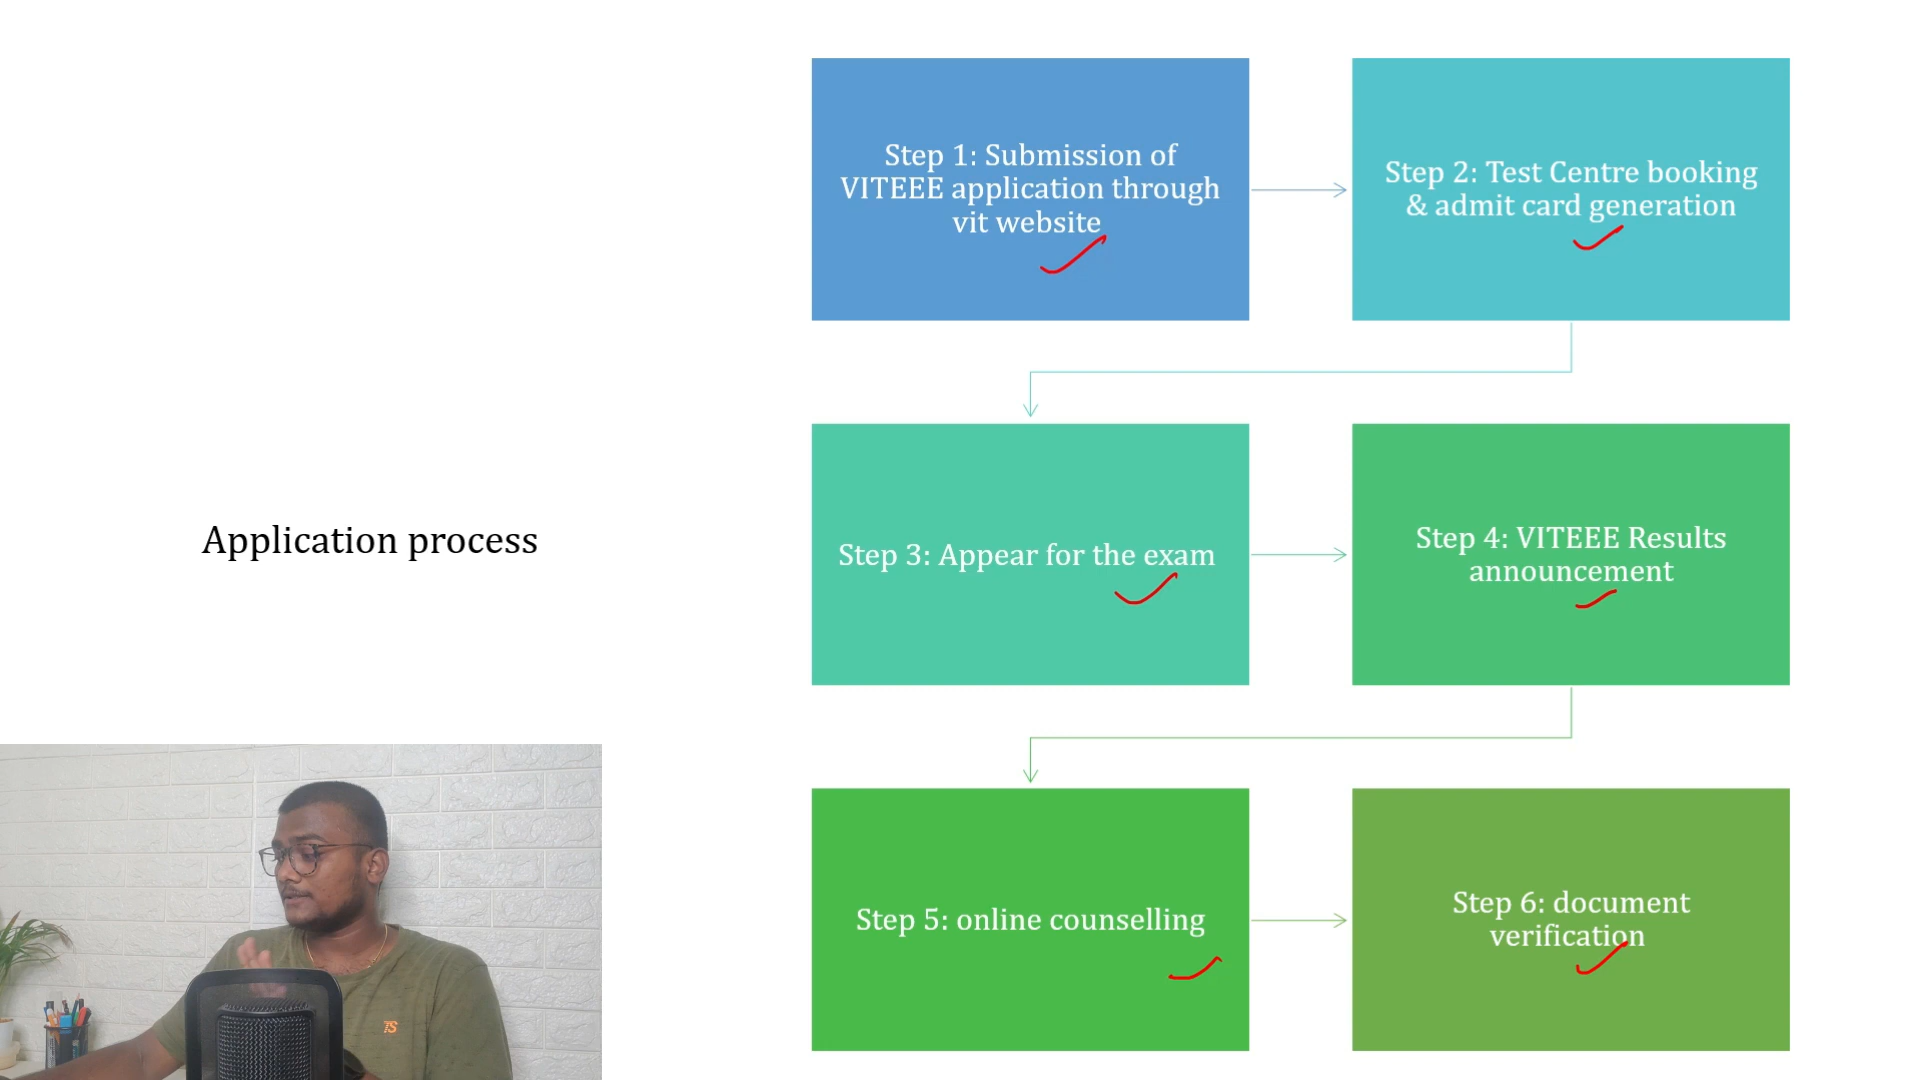 Step 1: Submission of
VITEEE application through
vit website
Step 2: Test Centre booking
& admit card generation
Step 3: Appear for the exam
Step 4: VITEEE Results
announcement
Application process
Step 5: online counselling
Step 6: document
verification
TS